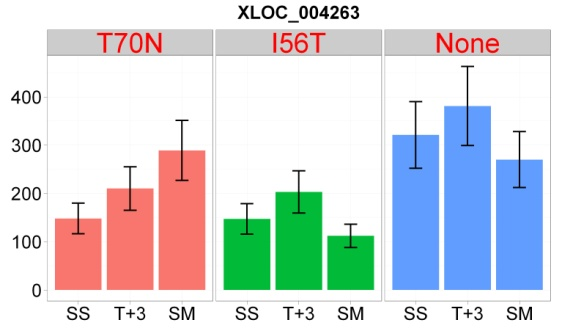 XLOC_004263
T70N I56T None
400
300
200
100
0
SS T+3 SM SS T+3 SM SS T+3 SM